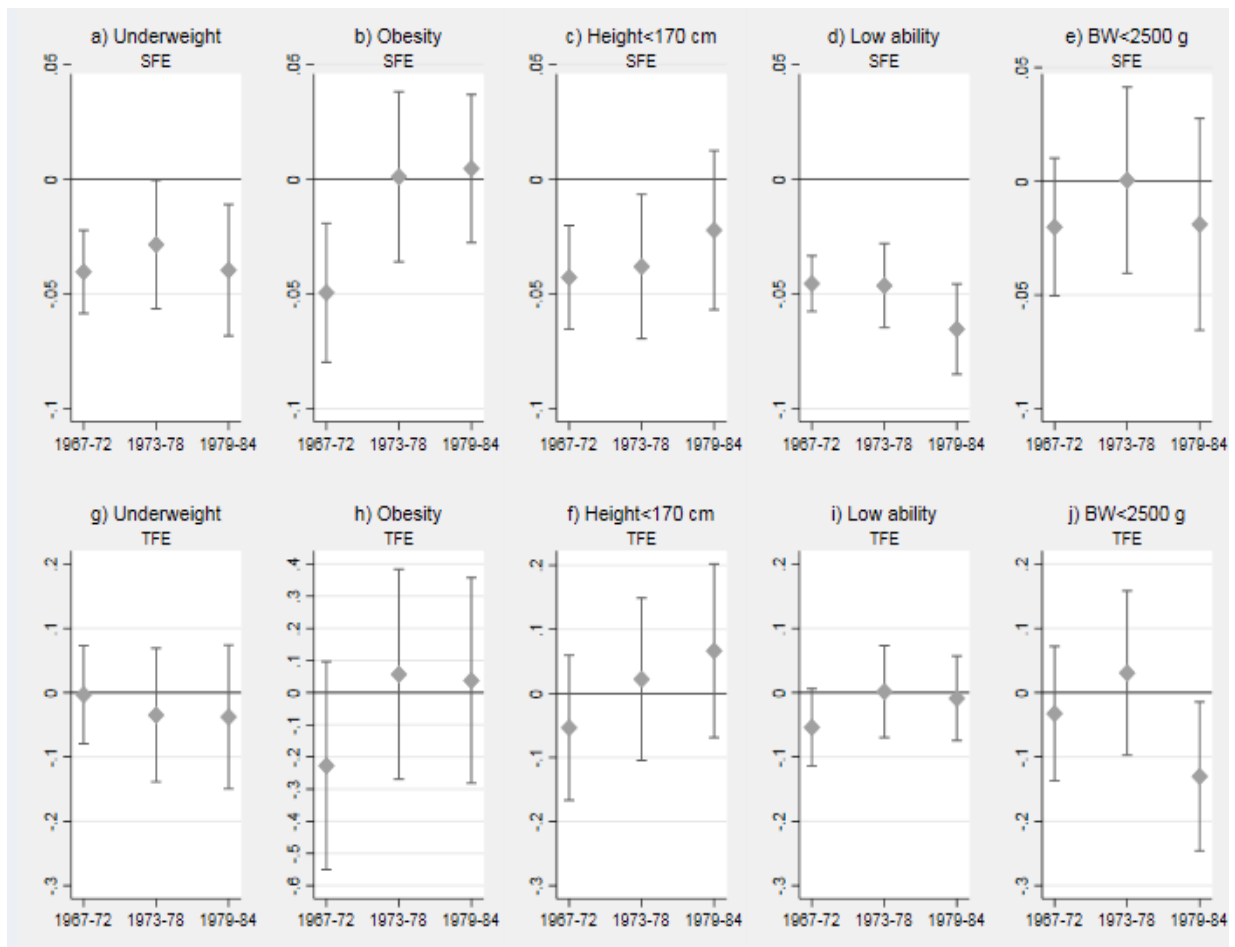 a) Underweight
SFE
.05
0
-.05
-.1
1967-72 1973-78 1979-84
b) Obesity
SFE
.05
0
-.05
-.1
1967-72 1973-78 1979-84
c) Height<170 cm
SFE
.05
0
-.05
-.1
1967-72 1973-78 1979-84
d) Low ability
SFE
.05
0
-.05
-.1
1967-72 1973-78 1979-84
e) BW<2500 g
SFE
.05
0
-.05
-.1
1967-72 1973-78 1979-84
g) Underweight
TFE
.2
.1
0
-.1
-.2
-.3
1967-72 1973-78 1979-84
h) Obesity
TFE
.4
.3
.2
.1
0
-.1
-.2
-.3
-.4
-.5
-.6
1967-72 1973-78 1979-84
f) Height<170 cm
TFE
.2
.1
0
-.1
-.2
-.3
1967-72 1973-78 1979-84
i) Low ability
TFE
.2
.1
0
-.1
-.2
-.3
1967-72 1973-78 1979-84
j) BW<2500 g
TFE
.2
.1
0
-.1
-.2
-.3
1967-72 1973-78 1979-84